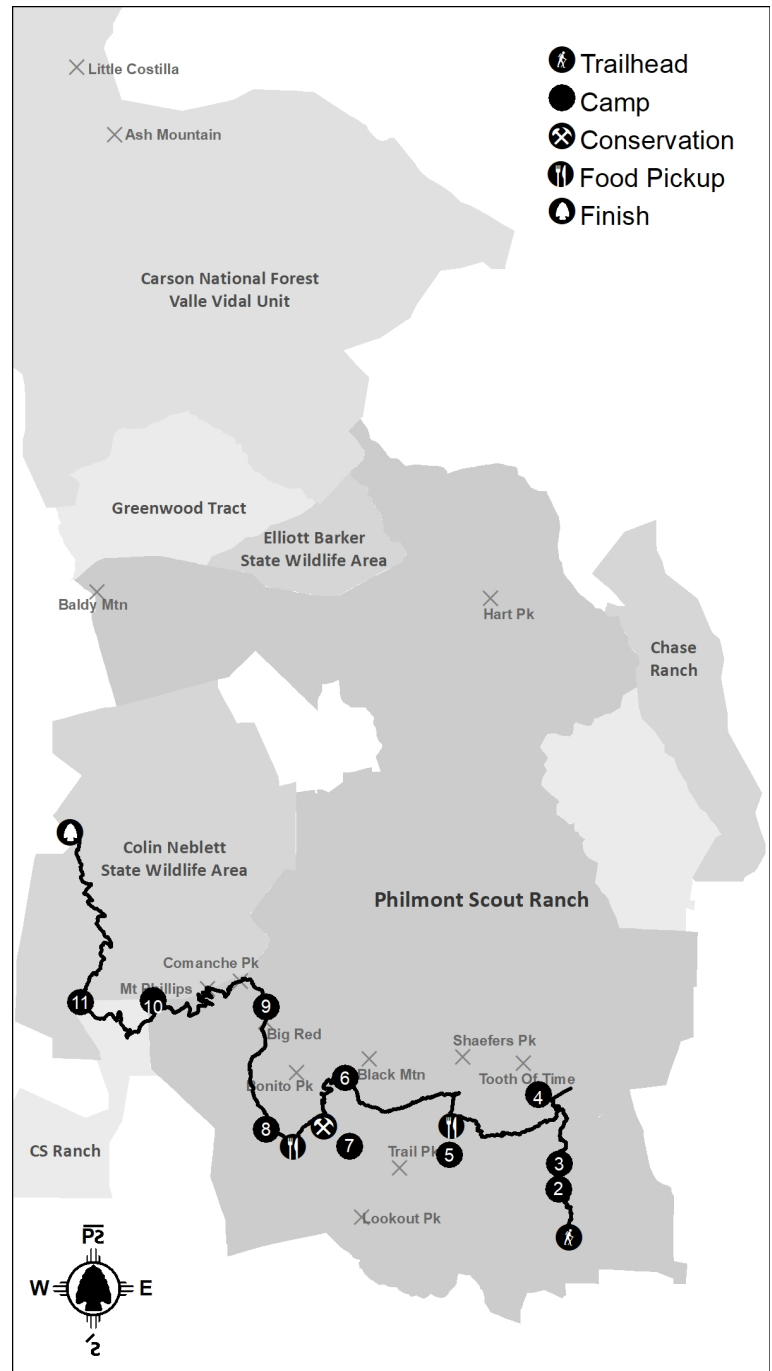 Little Costilla
Ash Mountain
Trailhead
Camp
Conservation
Food Pickup
Finish
Carson National Forest
Valle Vidal Unit
Greenwood Tract
Elliott Barker
State Wildlife Area
Baldy Mtn
Hart Pk
Chase
Ranch
Colin Neblett
State Wildlife Area
Philmont Scout Ranch
Comanche Pk
Mt Phillips
11
10
9
Big Red
Shaefers Pk
Black Mtn
Tooth Of Time
Bonito Pk
6
4
8
7
Trail Pk
5
3
2
CS Ranch
Lookout Pk
W
E